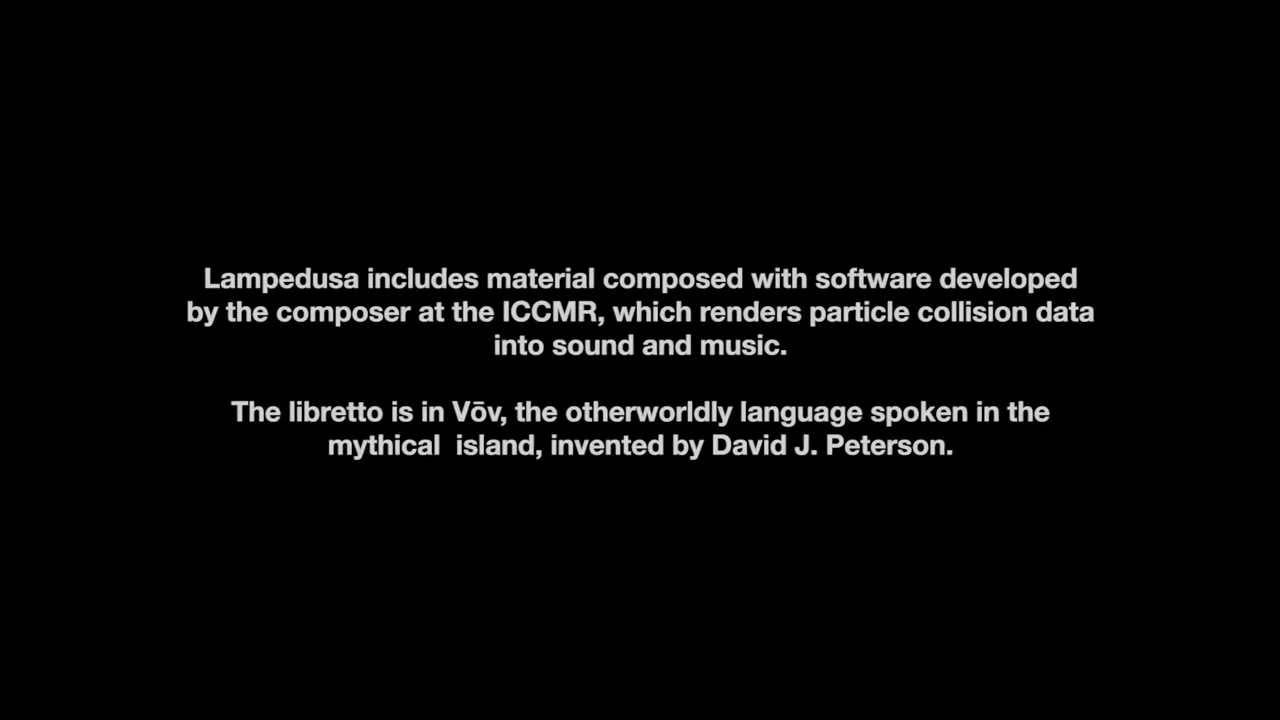 Lampedusa includes material composed with software developed
by the composer at the ICCMR, which renders particle collision data
into sound and music.
The libretto is in Vōv, the otherworldly language spoken in the
mythical  island, invented by David J. Peterson.